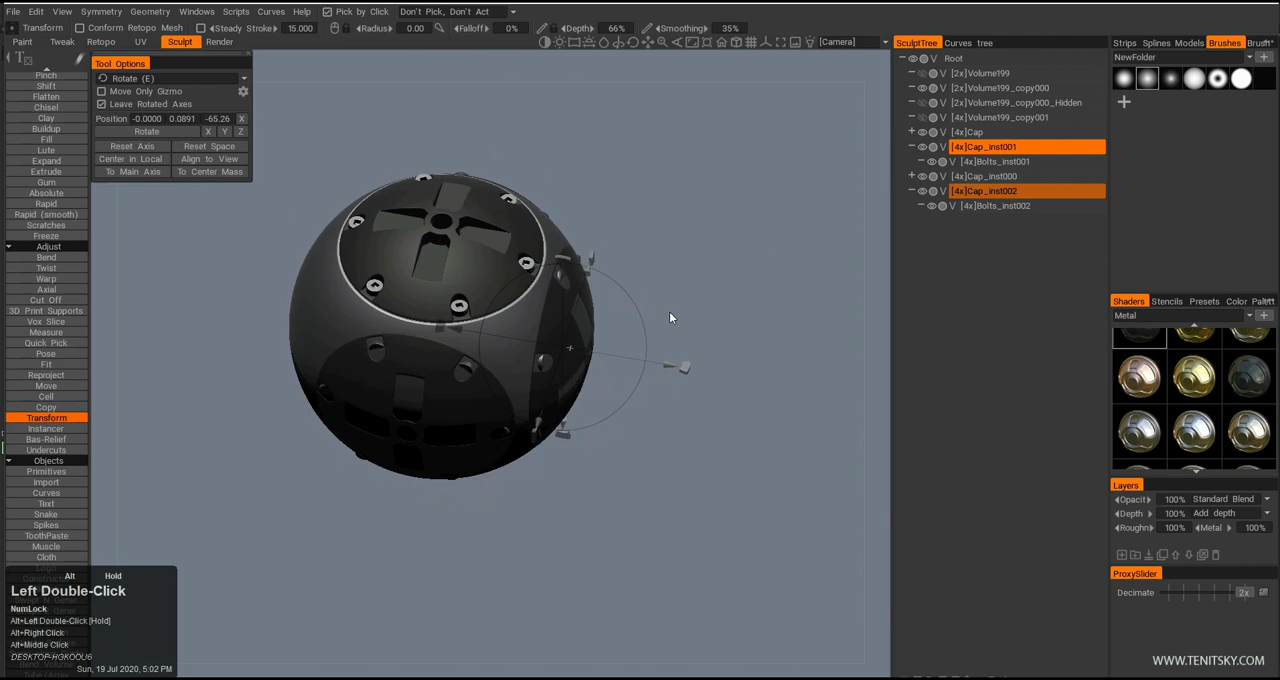 File Edit View Symmetry Geometry Windows Scripts Curves Help Pick by Click Don't Pick, Don't Act
Transform Conform Retopo Mesh Steady Stroke 15.000 Radius 0.00 Falloff 0% Depth 66% Smoothing 35%
Paint Tweak Retopo UV Sculpt Render [Camera]
Pinch
Shift
Flatten
Chisel
Clay
Buildup
Fill
Lute
Expand
Extrude
Gum
Absolute
Rapid
Rapid (smooth)
Scratches
Freeze
Adjust
Bend
Twist
Warp
Axial
Cut Off
3D Print Supports
Vox Slice
Measure
Quick Pick
Pose
Fit
Reproject
Move
Cell
Copy
Transform
Instancer
Bas-Relief
Undercuts
Objects
Primitives
Import
Curves
Text
Snake
Spikes
ToothPaste
Muscle
Cloth
Tool Options
Rotate (E)
Move Only Gizmo
Leave Rotated Axes
Position -0.0000 0.0891 -65.26 X
Rotate X Y Z
Reset Axis Reset Space
Center in Local Align to View
To Main Axis To Center Mass
Alt Hold
Left Double-Click
NumLock
Alt+Left Double-Click [Hold]
Alt+Right Click
Alt+Middle Click
DESKTOP-HGKOOU6
Sun, 19 Jul 2020, 5:02 PM
SculptTree Curves tree
V Root
V [2x]Volume199
V [2x]Volume199_copy000
V [2x]Volume199_copy000_Hidden
V [4x]Volume199_copy001
V [4x]Cap
V [4x]Cap_inst001
V [4x]Bolts_inst001
V [4x]Cap_inst000
V [4x]Cap_inst002
V [4x]Bolts_inst002
Strips Splines Models Brushes
NewFolder
Shaders Stencils Presets Color
Metal
Layers
Opacit 100% Standard Blend
Depth 100% Add depth
Roughn 100% Metal 100%
ProxySlider
Decimate 2x
WWW.TENITSKY.COM